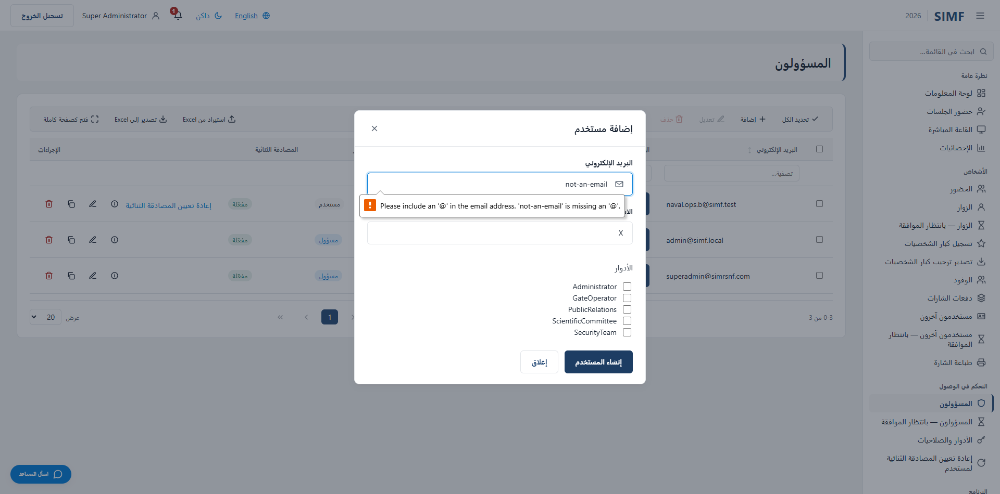 SIMF
2026
English
داكن
1
Super Administrator
تسجيل الخروج
ابحث في القائمة...
نظرة عامة
لوحة المعلومات
حضور الجلسات
القاعة المباشرة
الإحصائيات
الأشخاص
الحضور
الزوار
الزوار — بانتظار الموافقة
تسجيل كبار الشخصيات
تصدير ترحيب كبار الشخصيات
الوفود
دفعات الشارات
مستخدمون آخرون
مستخدمون آخرون — بانتظار
الموافقة
طباعة الشارة
التحكم في الوصول
المسؤولون
المسؤولون — بانتظار الموافقة
الأدوار والصلاحيات
إعادة تعيين المصادقة الثنائية
لمستخدم
البرنامج
المسؤولون
تحديد الكل
إضافة
تعديل
حذف
استيراد من Excel
تصدير إلى Excel
فتح كصفحة كاملة
البريد الإلكتروني
المصادقة الثنائية
الإجراءات
تصفية...
naval.ops.b@simf.test
مستخدم
مفعّلة
إعادة تعيين المصادقة الثنائية
admin@simf.local
مسؤول
مفعّلة
superadmin@simrsnf.com
مسؤول
مفعّلة
0-3 من 3
1
عرض
20
إضافة مستخدم
البريد الإلكتروني
not-an-email
Please include an '@' in the email address. 'not-an-email' is missing an '@'.
X
الأدوار
Administrator
GateOperator
PublicRelations
ScientificCommittee
SecurityTeam
إنشاء المستخدم
إغلاق
اسأل المساعد